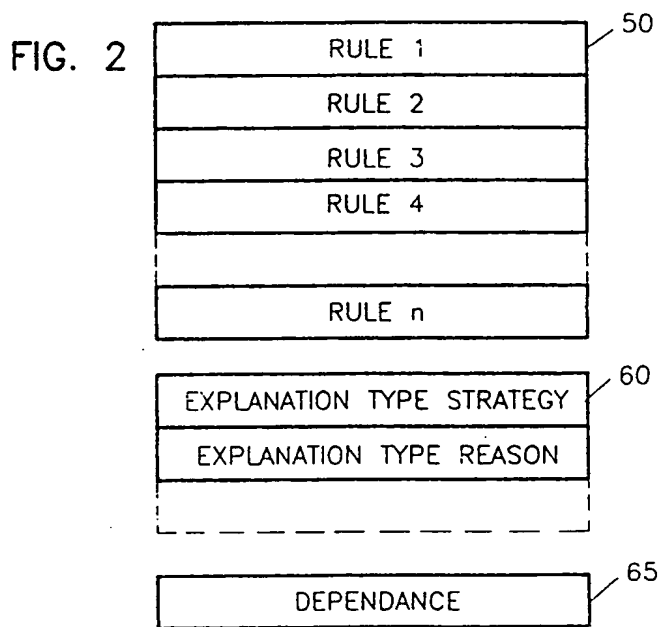 FIG. 2
50
RULE 1
RULE 2
RULE 3
RULE 4
RULE n
60
EXPLANATION TYPE STRATEGY
EXPLANATION TYPE REASON
65
DEPENDANCE